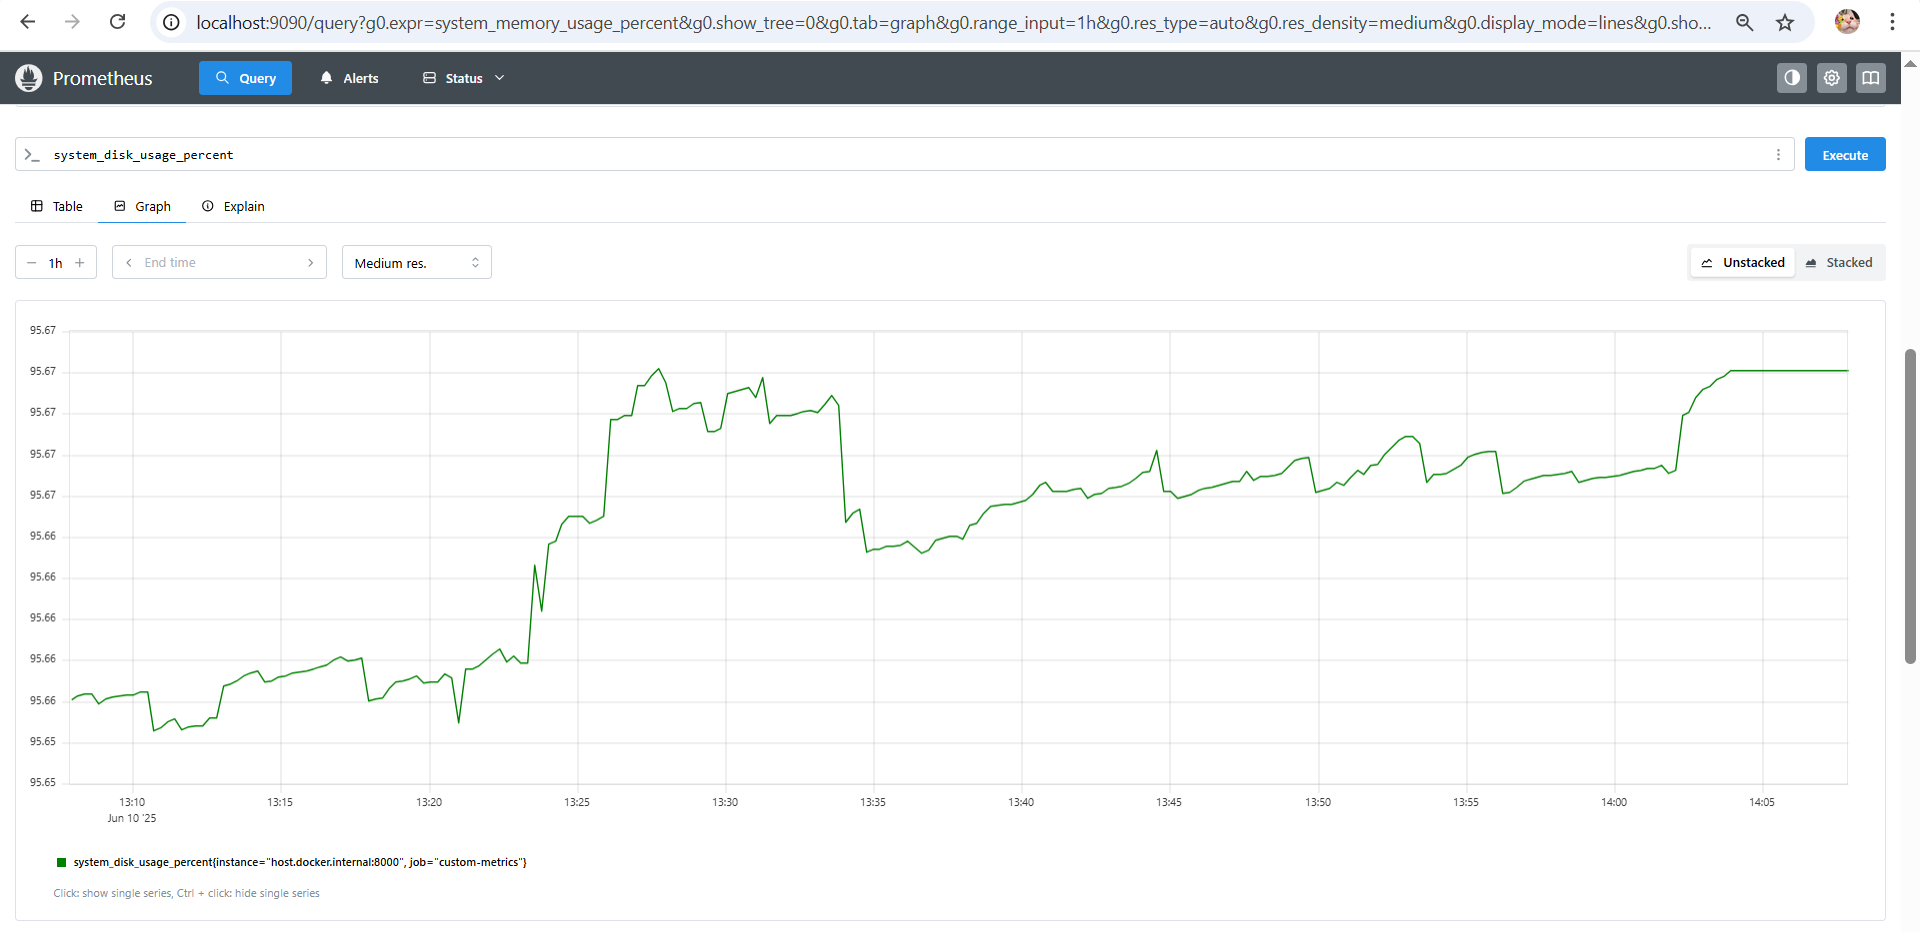 localhost:9090/query?g0.expr=system_memory_usage_percent&g0.show_tree=0&g0.tab=graph&g0.range_input=1h&g0.res_type=auto&g0.res_density=medium&g0.display_mode=lines&g0.sho...
Prometheus Query Alerts Status
>_ system_disk_usage_percent Execute
Table Graph Explain
− 1h + < End time > Medium res. Unstacked Stacked
95.67
95.67
95.67
95.67
95.67
95.66
95.66
95.66
95.66
95.66
95.65
95.65
13:10 13:15 13:20 13:25 13:30 13:35 13:40 13:45 13:50 13:55 14:00 14:05
Jun 10 '25
system_disk_usage_percent{instance="host.docker.internal:8000", job="custom-metrics"}
Click: show single series, Ctrl + click: hide single series